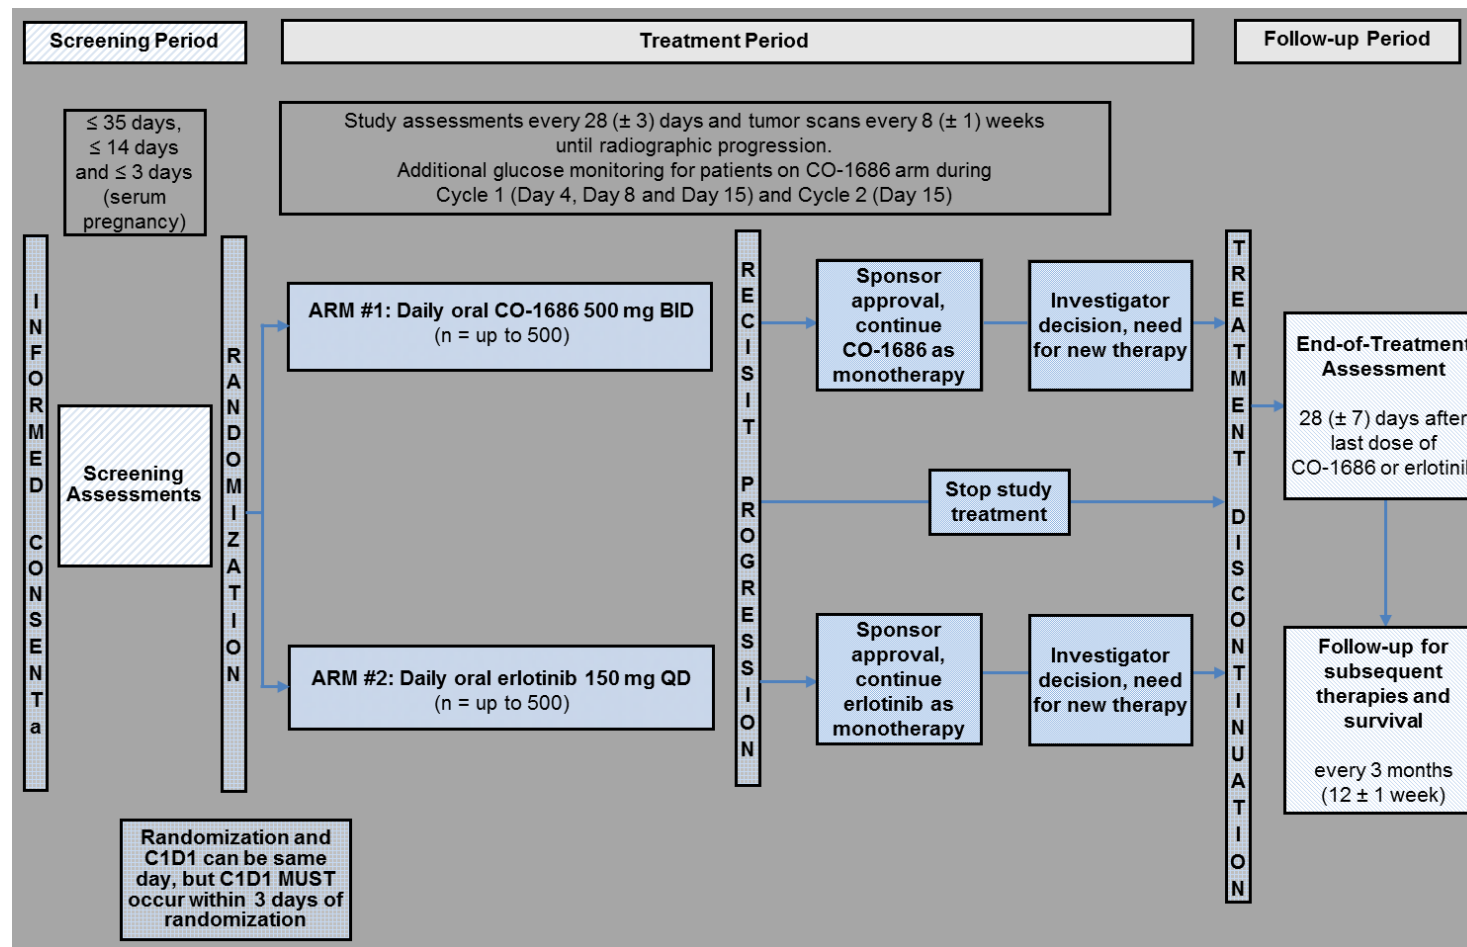 Screening Period
Treatment Period
Follow-up Period
≤ 35 days,
≤ 14 days
and ≤ 3 days
(serum
pregnancy)
Study assessments every 28 (± 3) days and tumor scans every 8 (± 1) weeks
until radiographic progression.
Additional glucose monitoring for patients on CO-1686 arm during
Cycle 1 (Day 4, Day 8 and Day 15) and Cycle 2 (Day 15)
INFORMED CONSENTa
Screening
Assessments
RANDOMIZATION
Randomization and
C1D1 can be same
day, but C1D1 MUST
occur within 3 days of
randomization
ARM #1: Daily oral CO-1686 500 mg BID
(n = up to 500)
ARM #2: Daily oral erlotinib 150 mg QD
(n = up to 500)
RECISIT PROGRESSION
Sponsor
approval,
continue
CO-1686 as
monotherapy
Investigator
decision, need
for new therapy
Stop study
treatment
Sponsor
approval,
continue
erlotinib as
monotherapy
Investigator
decision, need
for new therapy
TREATMENT DISCONTINUATION
End-of-Treatment
Assessment
28 (± 7) days after
last dose of
CO-1686 or erlotini
Follow-up for
subsequent
therapies and
survival
every 3 months
(12 ± 1 week)